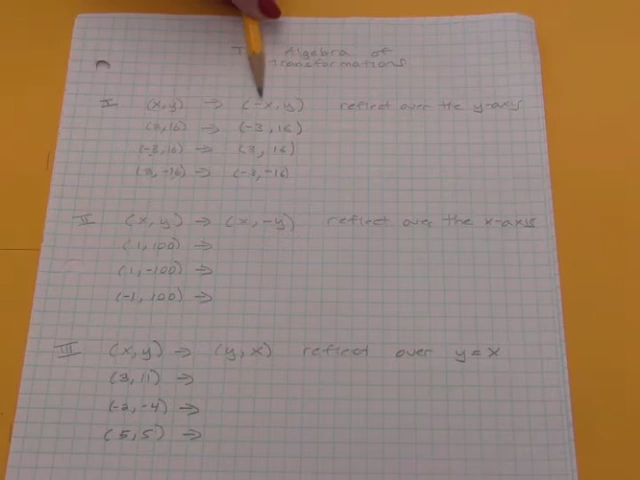 Algebra of
Transformations
I (x,y) → (-x,y) reflect over the y-axis
(3,16) → (-3,16)
(-3,16) → (3,16)
(3,-16) → (-3,-16)
II (x,y) → (x,-y) reflect over the x-axis
(1,100) →
(1,-100) →
(-1,100) →
III (x,y) → (y,x) reflect over y=x
(3,11) →
(-2,-4) →
(5,5) →